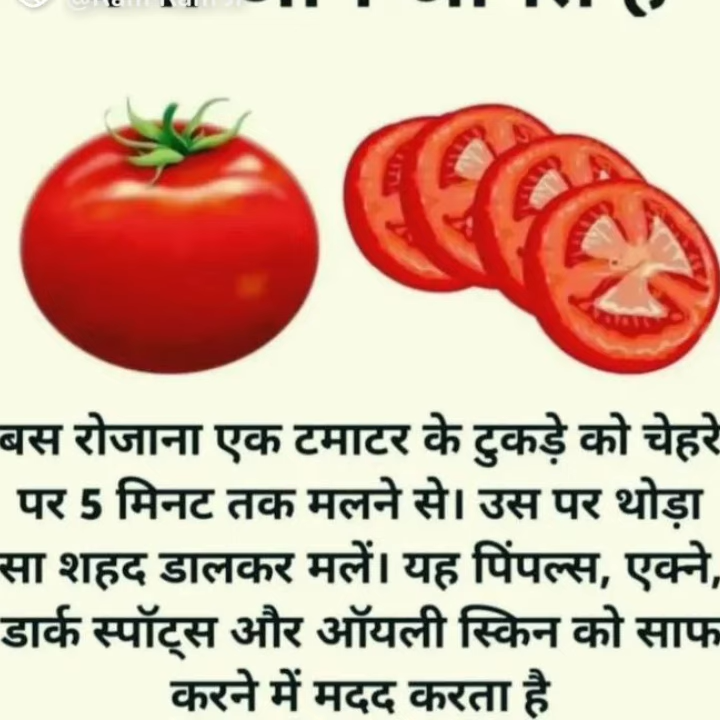 बस रोजाना एक टमाटर के टुकड़े को चेहरे
पर 5 मिनट तक मलने से। उस पर थोड़ा
सा शहद डालकर मलें। यह पिंपल्स, एक्ने,
डार्क स्पॉट्स और ऑयली स्किन को साफ
करने में मदद करता है